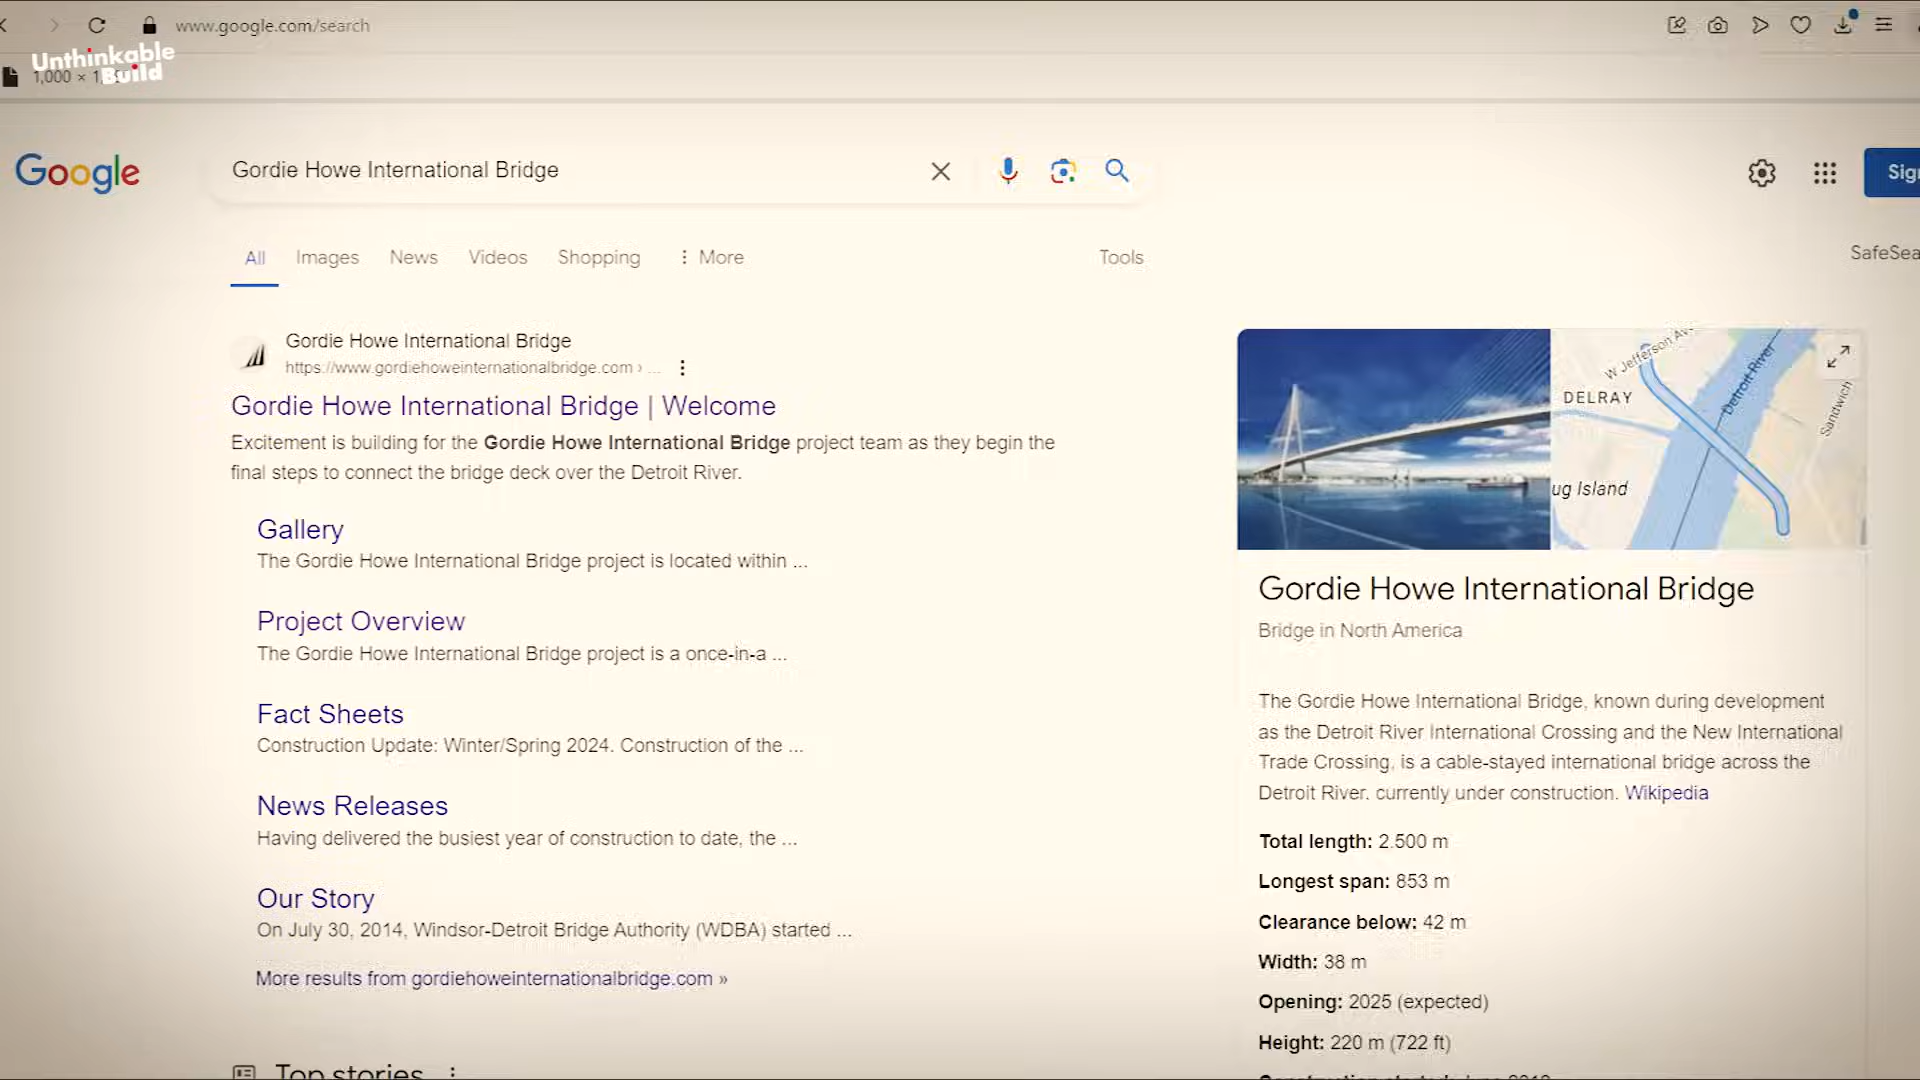 www.google.com/search
Unthinkable
Build
1,000 ×
Google
Gordie Howe International Bridge
Sig
All
Images
News
Videos
Shopping
More
Tools
SafeSea
Gordie Howe International Bridge
https://www.gordiehoweinternationalbridge.com › ...
Gordie Howe International Bridge | Welcome
Excitement is building for the Gordie Howe International Bridge project team as they begin the
final steps to connect the bridge deck over the Detroit River.
Gallery
The Gordie Howe International Bridge project is located within ...
Project Overview
The Gordie Howe International Bridge project is a once-in-a ...
Fact Sheets
Construction Update: Winter/Spring 2024. Construction of the ...
News Releases
Having delivered the busiest year of construction to date, the ...
Our Story
On July 30, 2014, Windsor-Detroit Bridge Authority (WDBA) started ...
More results from gordiehoweinternationalbridge.com »
Top stories
W Jefferson Av
DELRAY
Detroit River
Sandwich
ug Island
Gordie Howe International Bridge
Bridge in North America
The Gordie Howe International Bridge, known during development
as the Detroit River International Crossing and the New International
Trade Crossing, is a cable-stayed international bridge across the
Detroit River. currently under construction. Wikipedia
Total length: 2.500 m
Longest span: 853 m
Clearance below: 42 m
Width: 38 m
Opening: 2025 (expected)
Height: 220 m (722 ft)